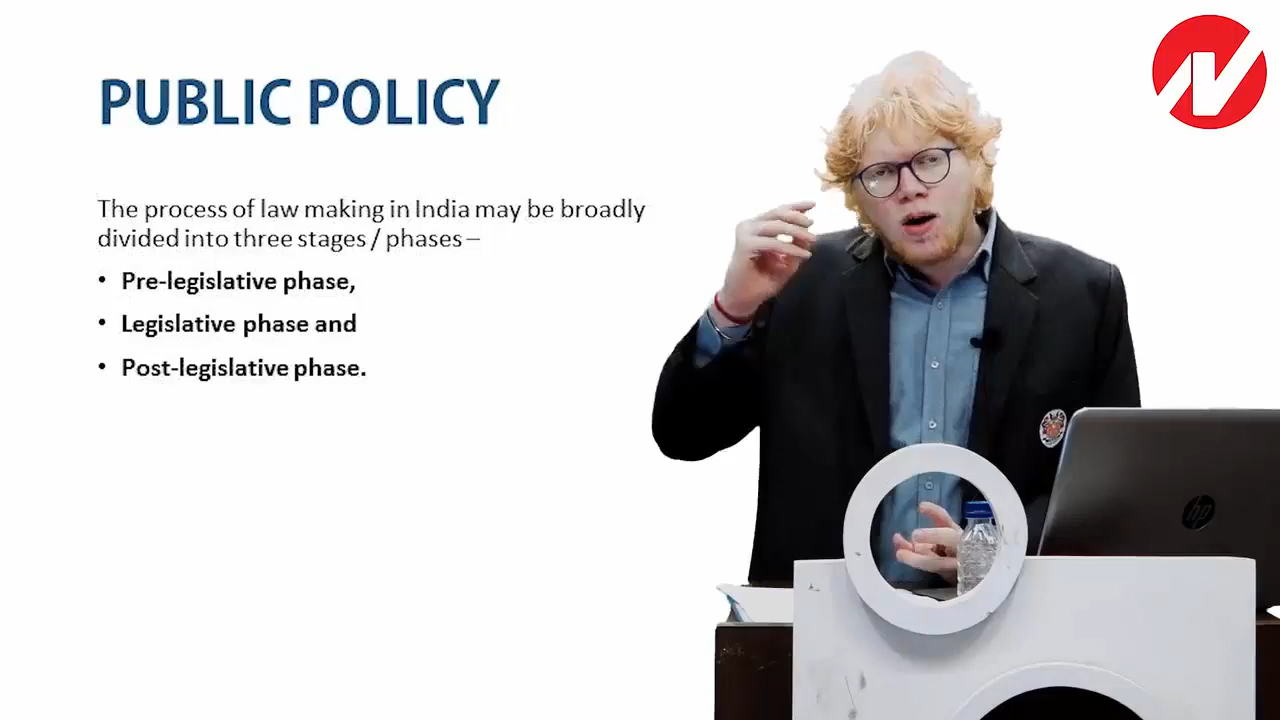 PUBLIC POLICY
The process of law making in India may be broadly
divided into three stages / phases –
• Pre-legislative phase,
• Legislative phase and
• Post-legislative phase.
hp